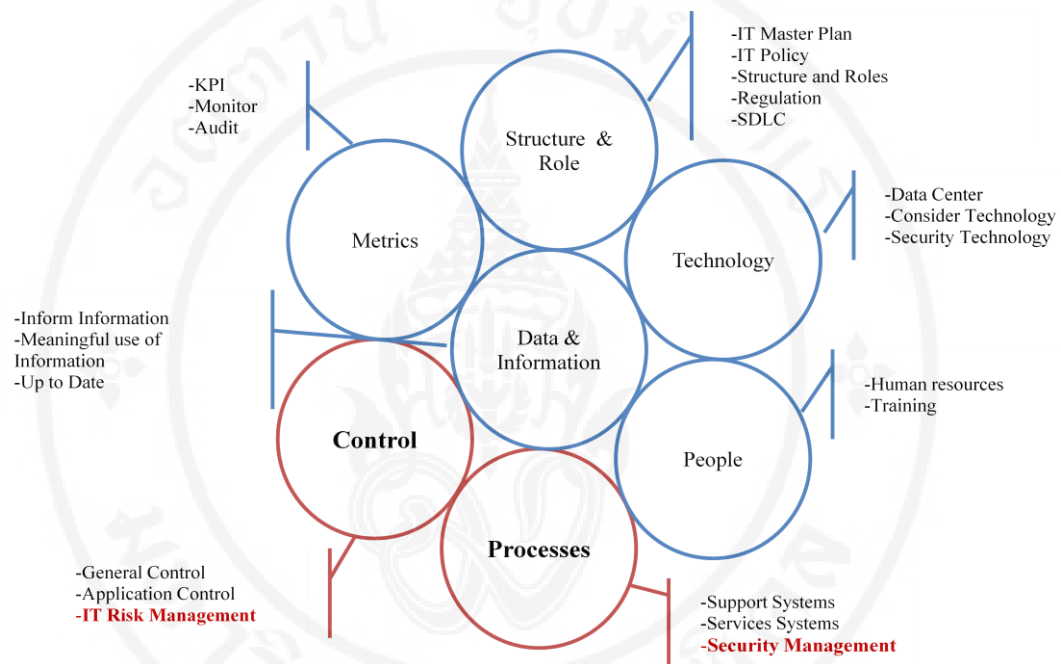 -IT Master Plan
-IT Policy
-Structure and Roles
-Regulation
-SDLC
-KPI
-Monitor
-Audit
Structure &
Role
-Data Center
-Consider Technology
-Security Technology
Metrics
Technology
-Inform Information
-Meaningful use of
Information
-Up to Date
Data &
Information
-Human resources
-Training
Control
People
Processes
-General Control
-Application Control
-IT Risk Management
-Support Systems
-Services Systems
-Security Management